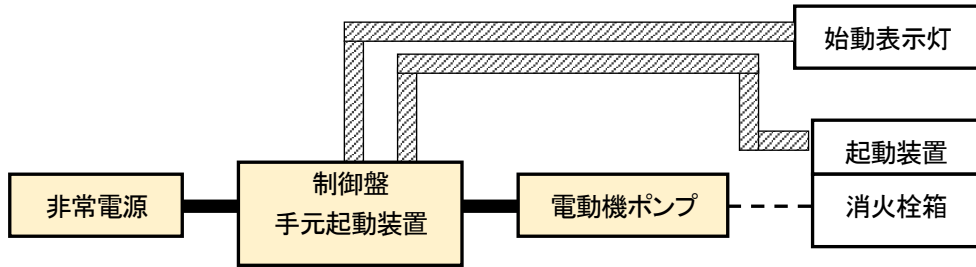 始動表示灯
起動装置
制御盤
手元起動装置
非常電源
電動機ポンプ
消火栓箱